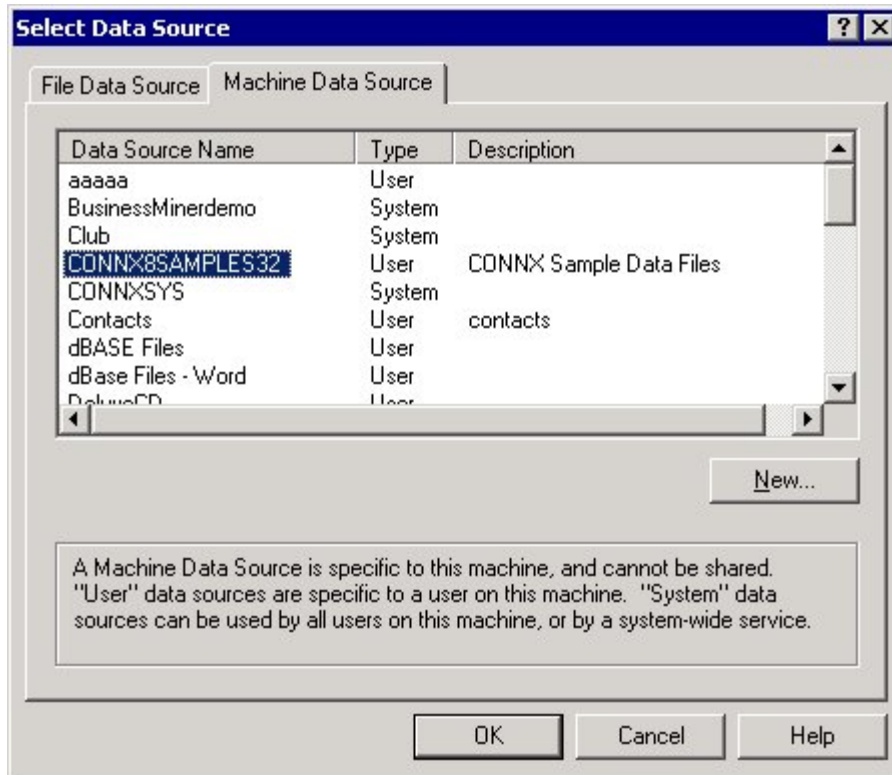 Select Data Source
File Data Source Machine Data Source
Data Source Name Type Description
aaaaa User
BusinessMinerdemo System
Club System
CONNX8SAMPLES32 User CONNX Sample Data Files
CONNXSYS System
Contacts User contacts
dBASE Files User
dBase Files - Word User
DeluxeCD User
New...
A Machine Data Source is specific to this machine, and cannot be shared.
"User" data sources are specific to a user on this machine. "System" data
sources can be used by all users on this machine, or by a system-wide service.
OK Cancel Help